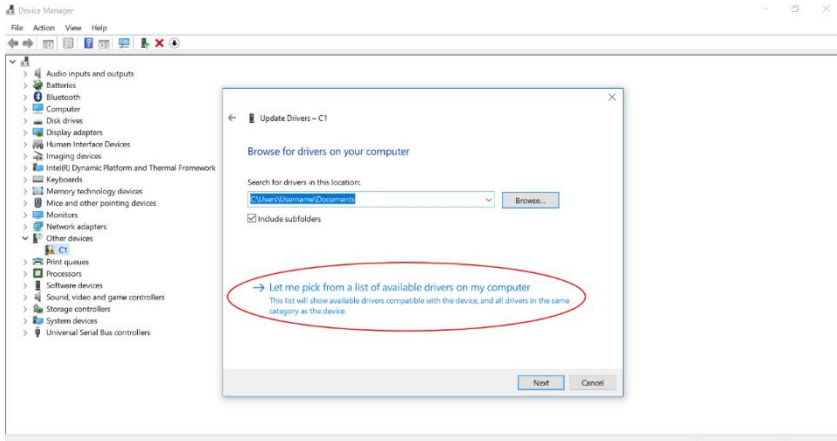 Device Manager
File Action View Help
Audio inputs and outputs
Batteries
Bluetooth
Computer
Disk drives
Display adapters
Human Interface Devices
Imaging devices
Intel(R) Dynamic Platform and Thermal Framework
Keyboards
Memory technology devices
Mice and other pointing devices
Monitors
Network adapters
Other devices
C1
Print queues
Processors
Software devices
Sound, video and game controllers
Storage controllers
System devices
Universal Serial Bus controllers
Update Drivers – C1
Browse for drivers on your computer
Search for drivers in this location:
C:\Users\Username\Documents
Browse...
Include subfolders
Let me pick from a list of available drivers on my computer
This list will show available drivers compatible with the device, and all drivers in the same
category as the device.
Next Cancel